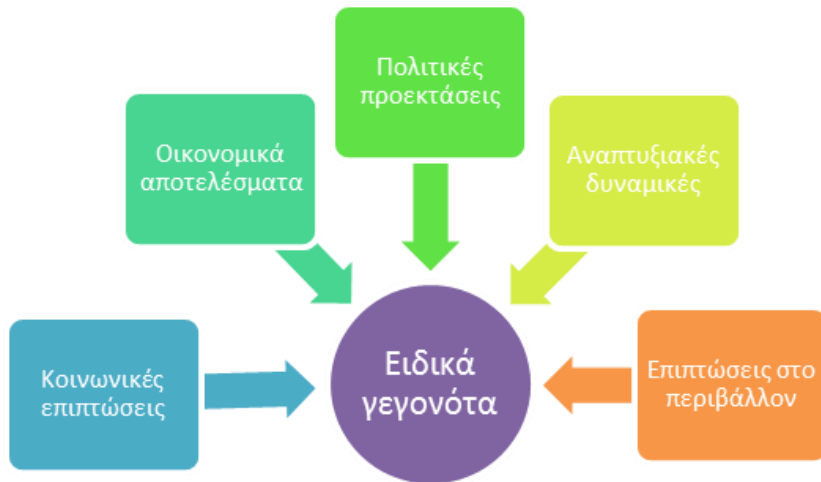 Πολιτικές
προεκτάσεις
Οικονομικά
αποτελέσματα
Αναπτυξιακές
δυναμικές
Κοινωνικές
επιπτώσεις
Ειδικά
γεγονότα
Επιπτώσεις στο
περιβάλλον